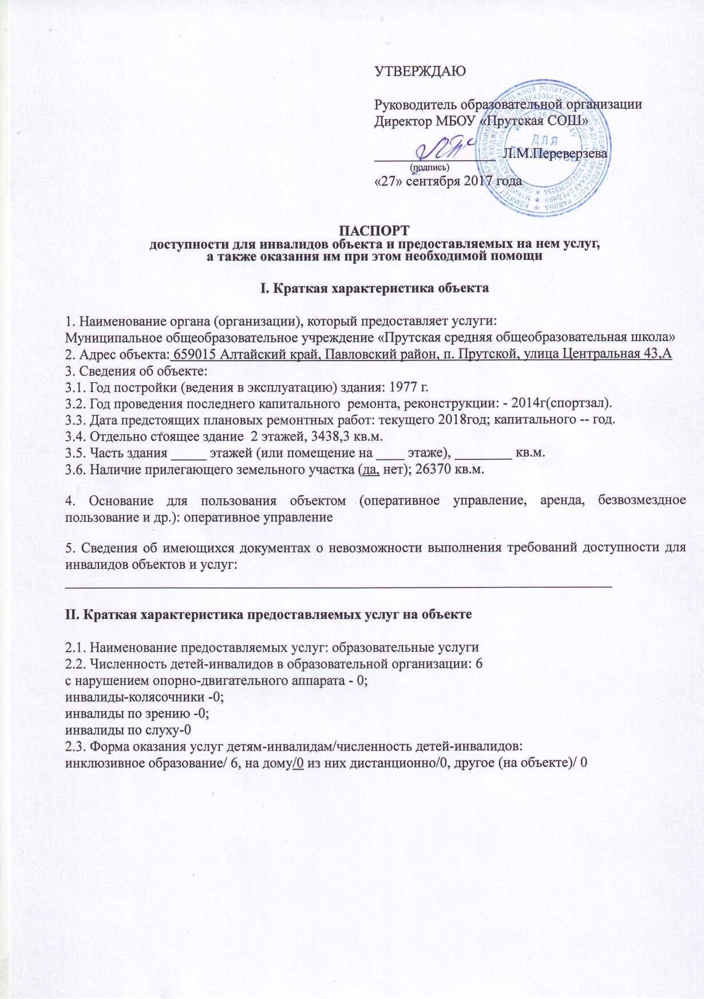 УТВЕРЖДАЮ
Руководитель образовательной организации
Директор МБОУ «Прутская СОШ»
_________________ Л.М.Переверзева
(подпись)
«27» сентября 2017 года
ДЛЯ
ДОКУМЕНТОВ
ПАСПОРТ
доступности для инвалидов объекта и предоставляемых на нем услуг,
а также оказания им при этом необходимой помощи
I. Краткая характеристика объекта
1. Наименование органа (организации), который предоставляет услуги:
Муниципальное общеобразовательное учреждение «Прутская средняя общеобразовательная школа»
2. Адрес объекта: 659015 Алтайский край, Павловский район, п. Прутской, улица Центральная 43,А
3. Сведения об объекте:
3.1. Год постройки (ведения в эксплуатацию) здания: 1977 г.
3.2. Год проведения последнего капитального  ремонта, реконструкции: - 2014г(спортзал).
3.3. Дата предстоящих плановых ремонтных работ: текущего 2018год; капитального -- год.
3.4. Отдельно стоящее здание  2 этажей, 3438,3 кв.м.
3.5. Часть здания _____ этажей (или помещение на ____ этаже), ________ кв.м.
3.6. Наличие прилегающего земельного участка (да, нет); 26370 кв.м.
4. Основание для пользования объектом (оперативное управление, аренда, безвозмездное
пользование и др.): оперативное управление
5. Сведения об имеющихся документах о невозможности выполнения требований доступности для
инвалидов объектов и услуг:
II. Краткая характеристика предоставляемых услуг на объекте
2.1. Наименование предоставляемых услуг: образовательные услуги
2.2. Численность детей-инвалидов в образовательной организации: 6
с нарушением опорно-двигательного аппарата - 0;
инвалиды-колясочники -0;
инвалиды по зрению -0;
инвалиды по слуху-0
2.3. Форма оказания услуг детям-инвалидам/численность детей-инвалидов:
инклюзивное образование/ 6, на дому/0 из них дистанционно/0, другое (на объекте)/ 0